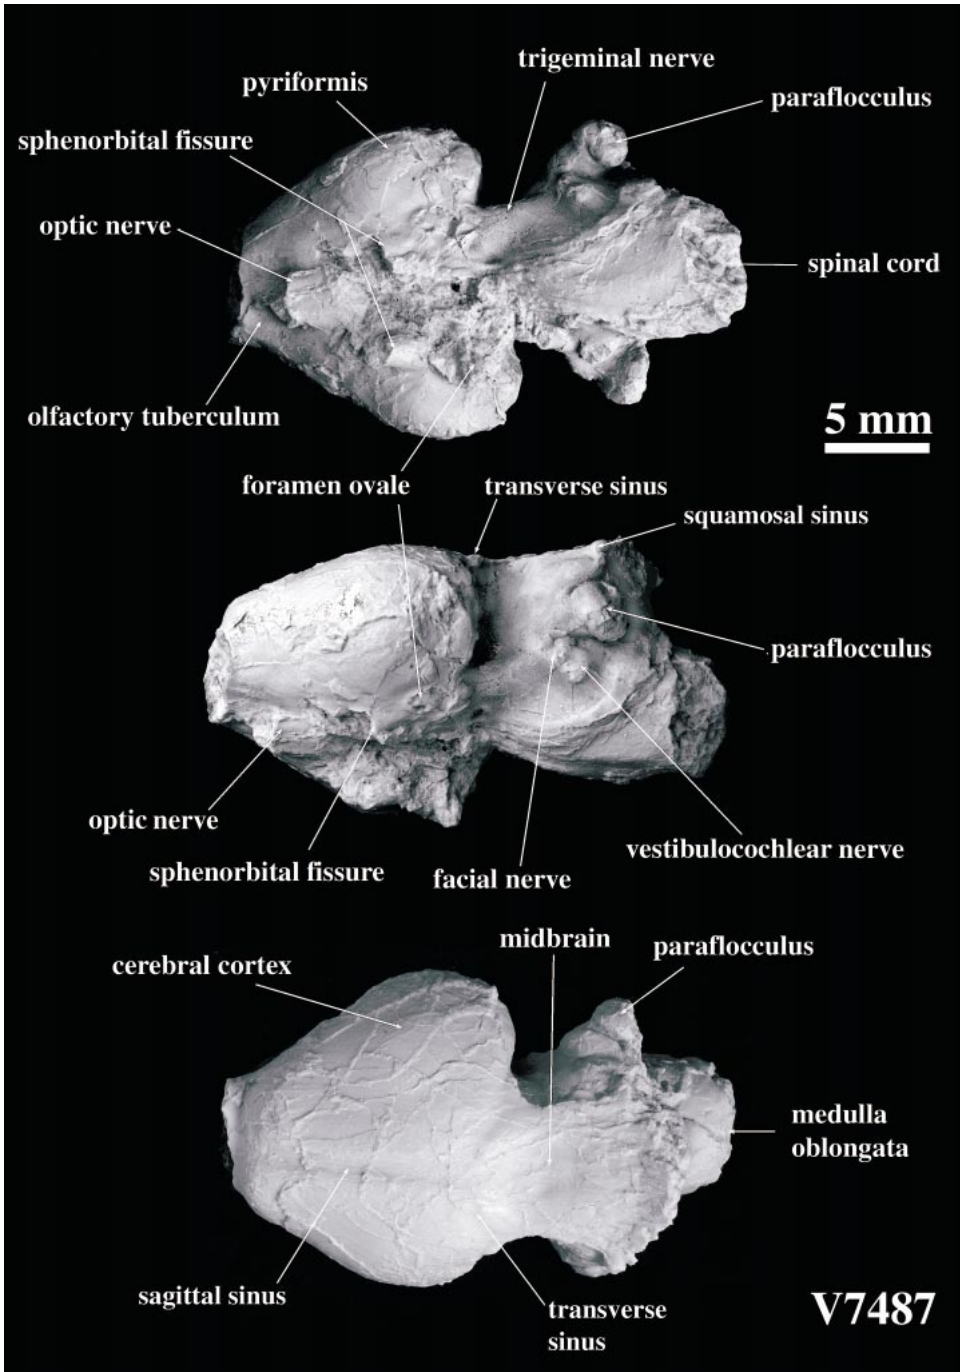 trigeminal nerve
pyriformis
paraflocculus
sphenorbital fissure
optic nerve
spinal cord
olfactory tuberculum
5 mm
foramen ovale
transverse sinus
squamosal sinus
paraflocculus
optic nerve
vestibulocochlear nerve
sphenorbital fissure
facial nerve
midbrain
paraflocculus
cerebral cortex
medulla
oblongata
sagittal sinus
transverse
sinus
V7487